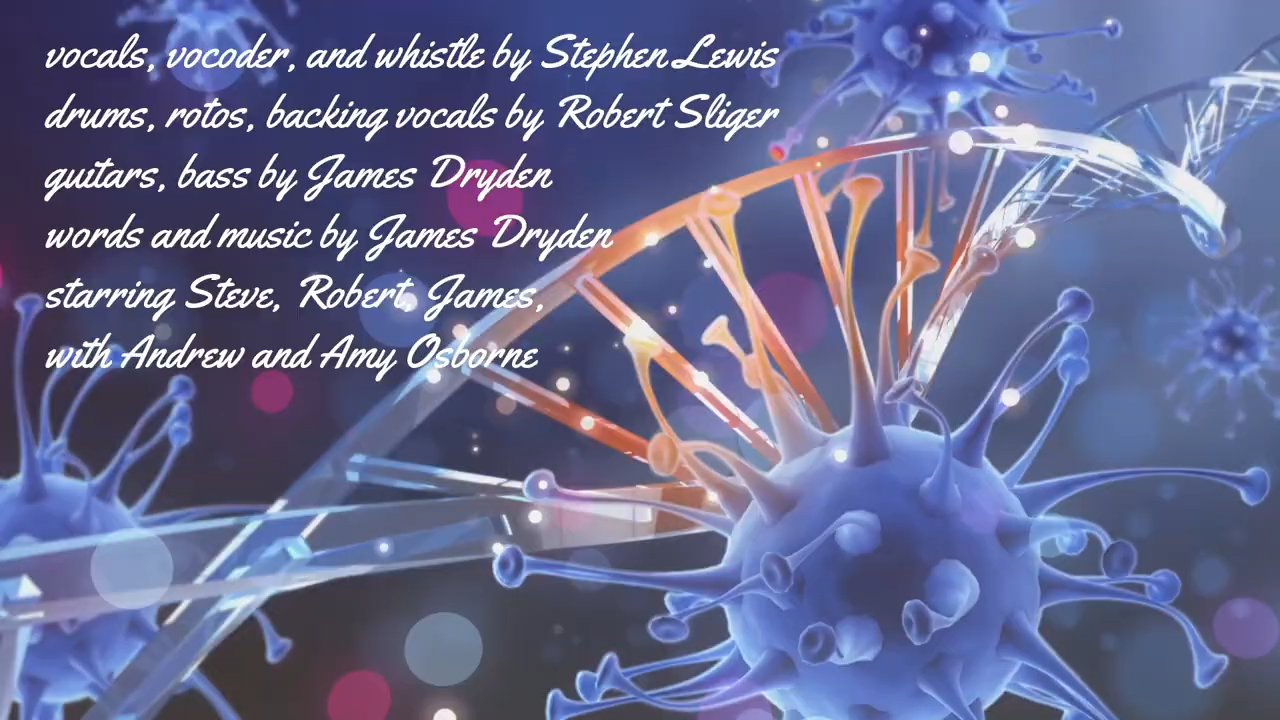 vocals, vocoder, and whistle by Stephen Lewis
drums, rotos, backing vocals by Robert Sliger
guitars, bass by James Dryden
words and music by James Dryden
starring Steve, Robert, James,
with Andrew and Amy Osborne